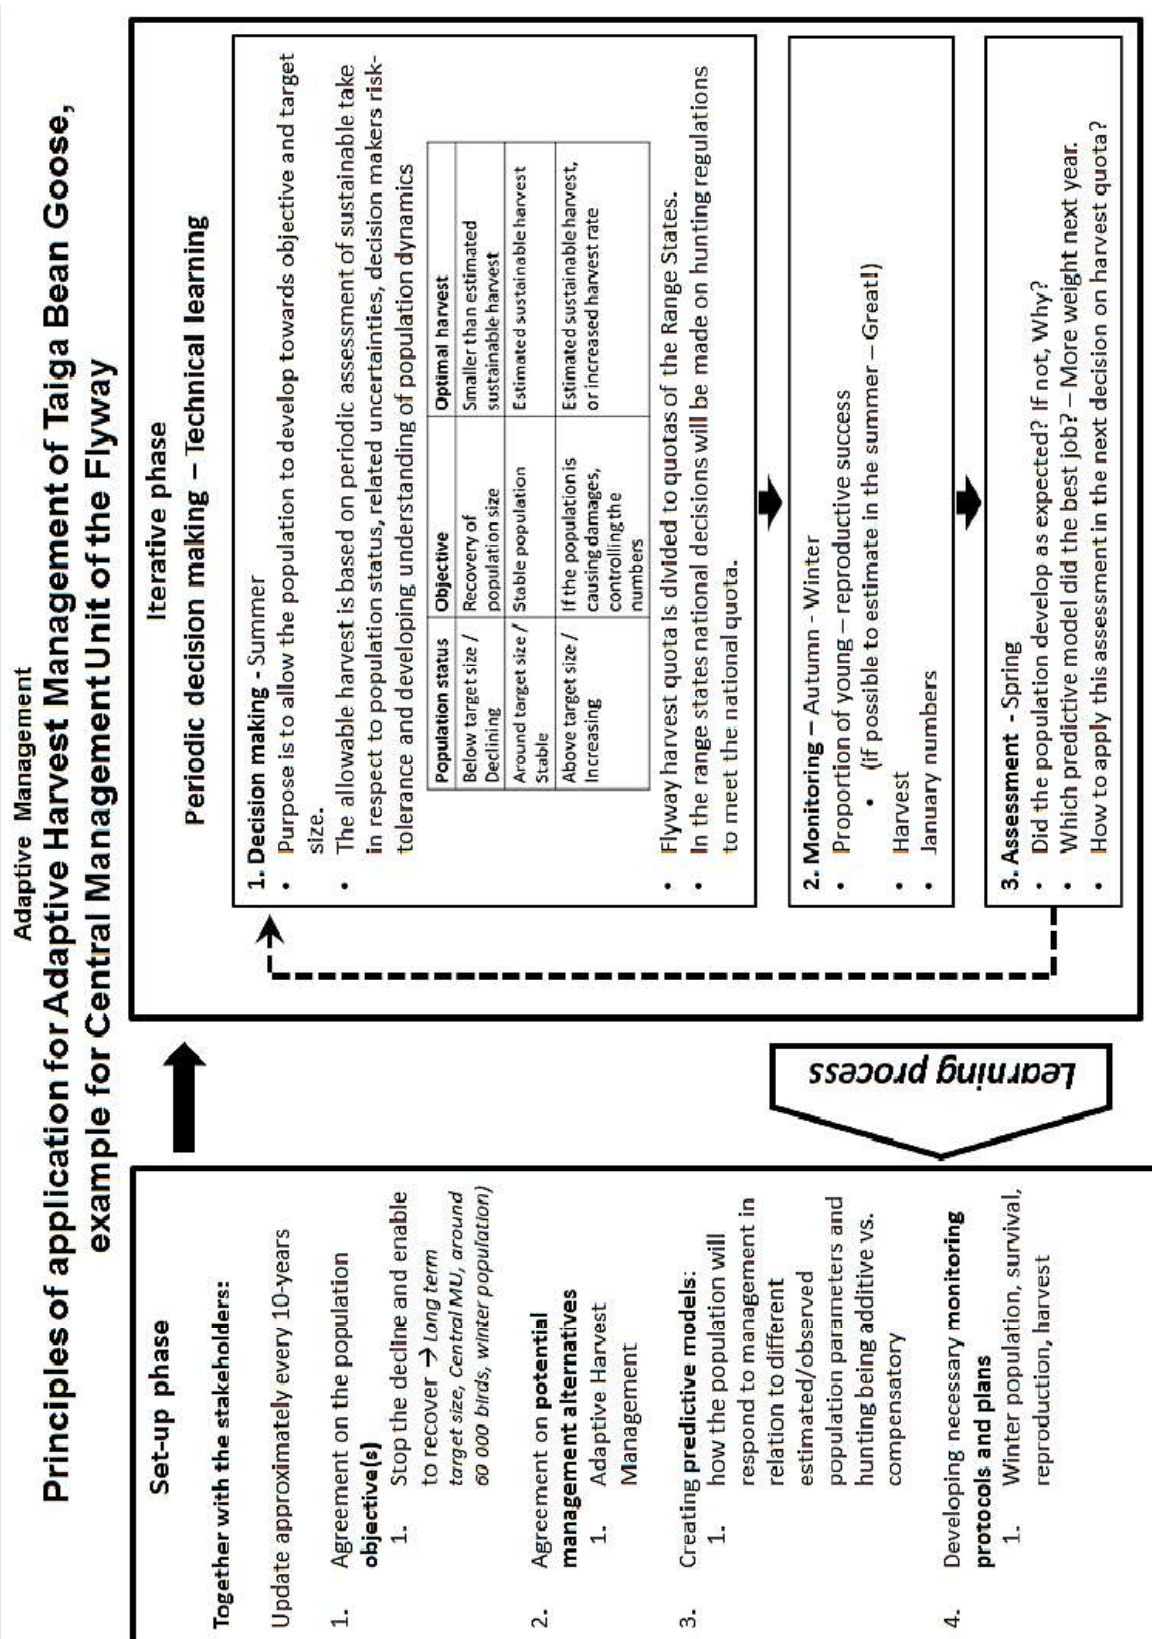 Adaptive Management
Principles of application for Adaptive Harvest Management of Taiga Bean Goose,
example for Central Management Unit of the Flyway
Set-up phase
Together with the stakeholders:
Update approximately every 10-years
1. Agreement on the population
objective(s)
1. Stop the decline and enable
to recover → Long term
target size, Central MU, around
60 000 birds, winter population)
2. Agreement on potential
management alternatives
1. Adaptive Harvest
Management
3. Creating predictive models:
1. how the population will
respond to management in
relation to different
estimated/observed
population parameters and
hunting being additive vs.
compensatory
4. Developing necessary monitoring
protocols and plans
1. Winter population, survival,
reproduction, harvest
Learning process
Iterative phase
Periodic decision making – Technical learning
1. Decision making - Summer
• Purpose is to allow the population to develop towards objective and target
size.
• The allowable harvest is based on periodic assessment of sustainable take
in respect to population status, related uncertainties, decision makers risk-
tolerance and developing understanding of population dynamics
Population status Objective Optimal harvest
Below target size / Recovery of Smaller than estimated
Declining population size sustainable harvest
Around target size / Stable population Estimated sustainable harvest
Stable
Above target size / If the population is Estimated sustainable harvest,
Increasing causing damages, or increased harvest rate
controlling the
numbers
• Flyway harvest quota is divided to quotas of the Range States.
• In the range states national decisions will be made on hunting regulations
to meet the national quota.
2. Monitoring – Autumn - Winter
• Proportion of young – reproductive success
• (if possible to estimate in the summer – Great!)
• Harvest
• January numbers
3. Assessment - Spring
• Did the population develop as expected? If not, Why?
• Which predictive model did the best job? – More weight next year.
• How to apply this assessment in the next decision on harvest quota?